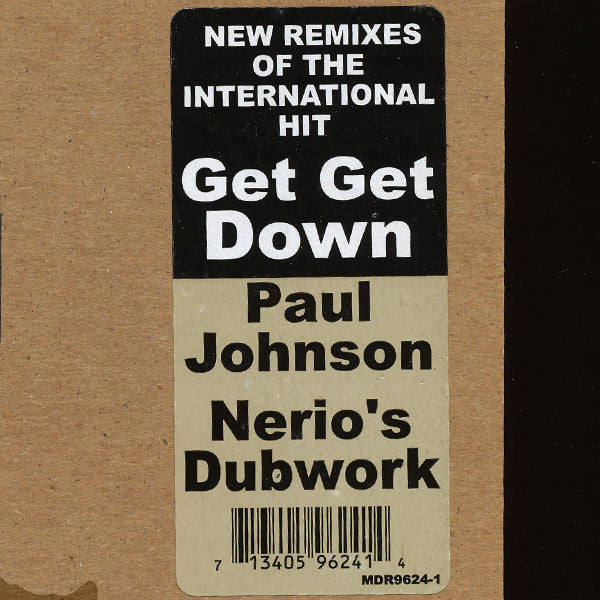 NEW REMIXES
OF THE
INTERNATIONAL
HIT
Get Get
Down
Paul
Johnson
Nerio's
Dubwork
7 13405 96241 4
MDR9624-1